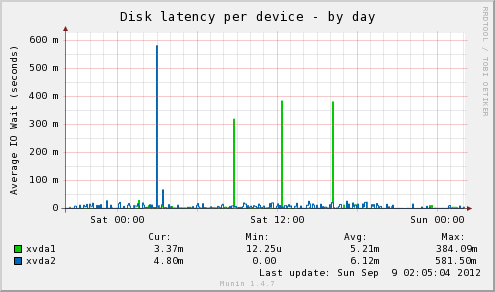 Disk latency per device - by day
RRDTOOL / TOBI OETIKER
Average IO Wait (seconds)
600 m
500 m
400 m
300 m
200 m
100 m
0
Sat 00:00 Sat 12:00 Sun 00:00
Cur: Min: Avg: Max:
xvda1 3.37m 12.25u 5.21m 384.09m
xvda2 4.80m 0.00 6.12m 581.50m
Last update: Sun Sep 9 02:05:04 2012
Munin 1.4.7